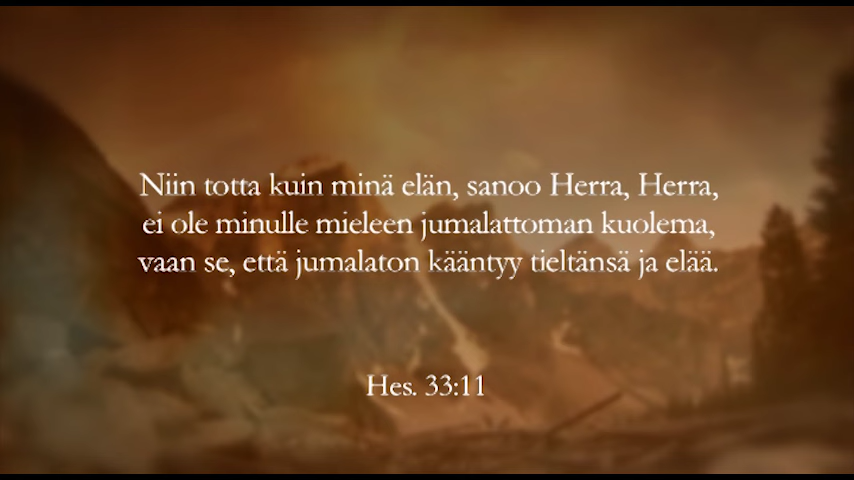 Niin totta kuin minä elän, sanoo Herra, Herra,
ei ole minulle mieleen jumalattoman kuolema,
vaan se, että jumalaton kääntyy tieltänsä ja elää.
Hes. 33:11